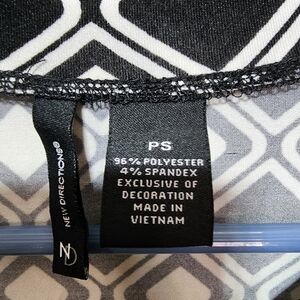 NEW DIRECTIONS®
ND
PS
96% POLYESTER
4% SPANDEX
EXCLUSIVE OF
DECORATION
MADE IN
VIETNAM